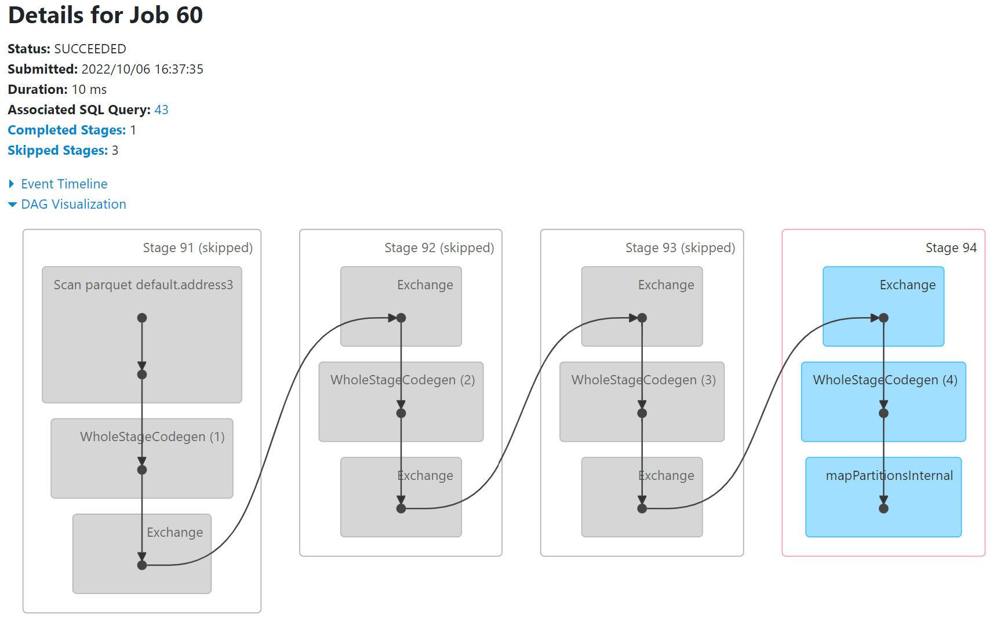 Details for Job 60
Status: SUCCEEDED
Submitted: 2022/10/06 16:37:35
Duration: 10 ms
Associated SQL Query: 43
Completed Stages: 1
Skipped Stages: 3
Event Timeline
DAG Visualization
Stage 91 (skipped)
Scan parquet default.address3
WholeStageCodegen (1)
Exchange
Stage 92 (skipped)
Exchange
WholeStageCodegen (2)
Exchange
Stage 93 (skipped)
Exchange
WholeStageCodegen (3)
Exchange
Stage 94
Exchange
WholeStageCodegen (4)
mapPartitionsInternal